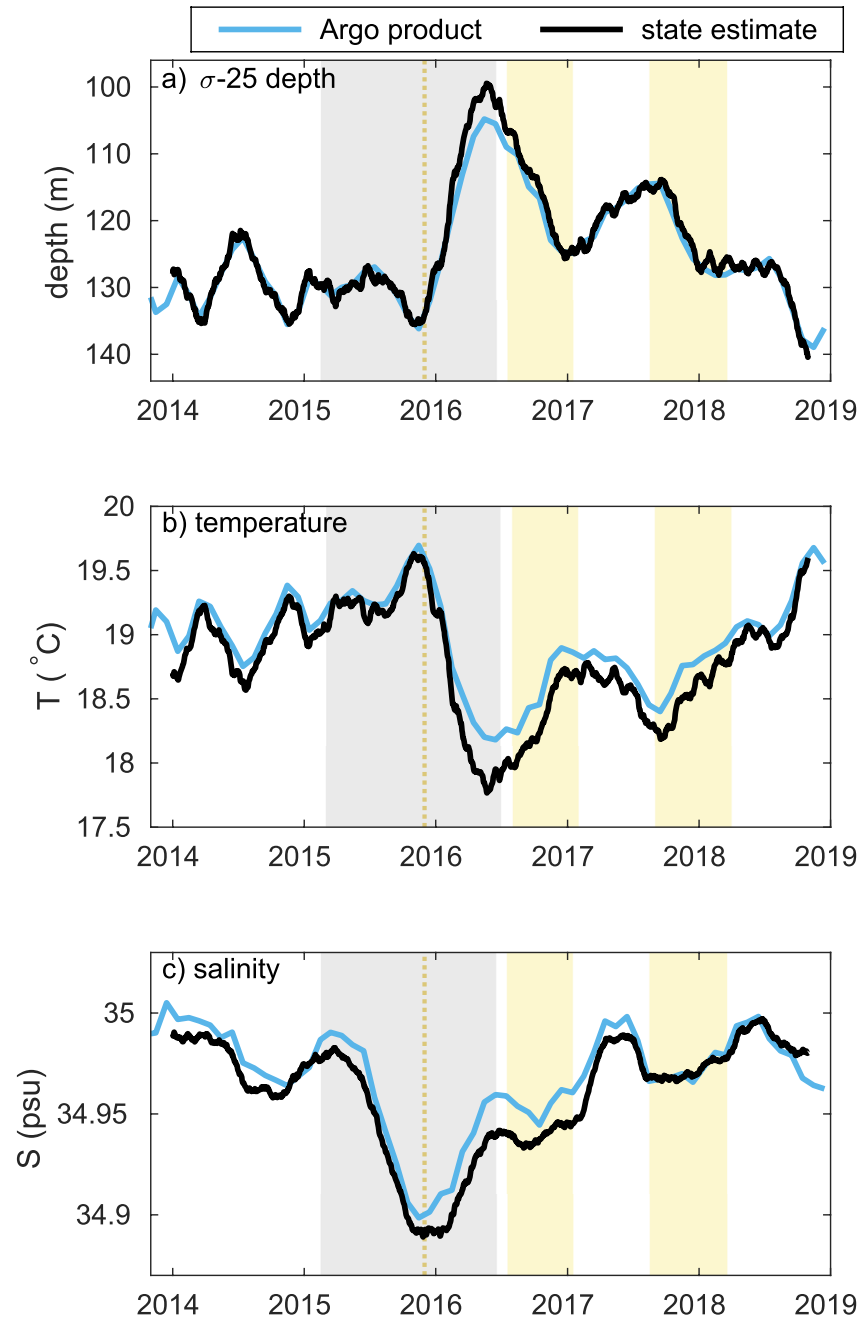 Argo product state estimate
a) σ-25 depth
100
110
120
130
140
depth (m)
2014 2015 2016 2017 2018 2019
b) temperature
20
19.5
19
18.5
18
17.5
T ( °C)
2014 2015 2016 2017 2018 2019
c) salinity
35
34.95
34.9
S (psu)
2014 2015 2016 2017 2018 2019